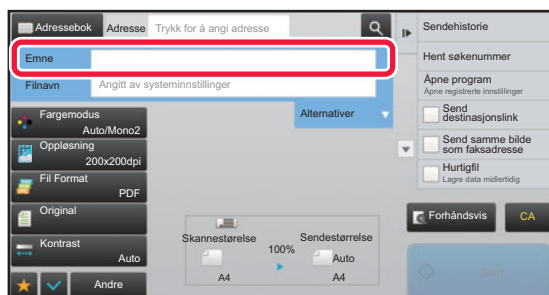 Adressebok
Adresse
Trykk for å angi adresse
Emne
Filnavn
Angitt av systeminnstillinger
Alternativer
Fargemodus
Auto/Mono2
Oppløsning
200x200dpi
Fil Format
PDF
Original
Kontrast
Auto
Andre
Skannestørelse
A4
100%
Sendestørrelse
Auto
A4
Sendehistorie
Hent søkenummer
Åpne program
Åpne registrerte innstillinger
Send
destinasjonslink
Send samme bilde
som faksadresse
Hurtigfil
Lagre data midlertidig
Forhåndsvis
CA
Start